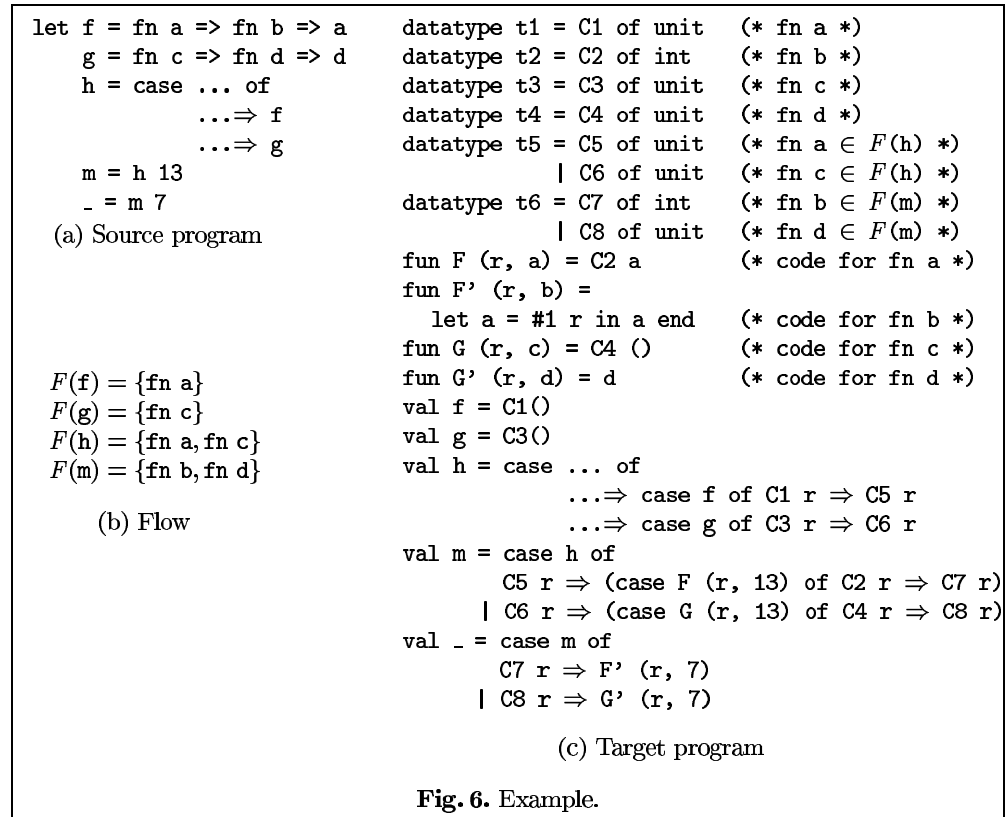 let f = fn a => fn b => a
    g = fn c => fn d => d
    h = case ... of
              ...⇒ f
              ...⇒ g
    m = h 13
    _ = m 7
(a) Source program
F(f) = {fn a}
F(g) = {fn c}
F(h) = {fn a, fn c}
F(m) = {fn b, fn d}
(b) Flow
datatype t1 = C1 of unit    (* fn a *)
datatype t2 = C2 of int     (* fn b *)
datatype t3 = C3 of unit    (* fn c *)
datatype t4 = C4 of unit    (* fn d *)
datatype t5 = C5 of unit    (* fn a ∈ F(h) *)
            | C6 of unit    (* fn c ∈ F(h) *)
datatype t6 = C7 of int     (* fn b ∈ F(m) *)
            | C8 of unit    (* fn d ∈ F(m) *)
fun F (r, a) = C2 a         (* code for fn a *)
fun F' (r, b) =
  let a = #1 r in a end     (* code for fn b *)
fun G (r, c) = C4 ()        (* code for fn c *)
fun G' (r, d) = d           (* code for fn d *)
val f = C1()
val g = C3()
val h = case ... of
              ...⇒ case f of C1 r ⇒ C5 r
              ...⇒ case g of C3 r ⇒ C6 r
val m = case h of
          C5 r ⇒ (case F (r, 13) of C2 r ⇒ C7 r)
        | C6 r ⇒ (case G (r, 13) of C4 r ⇒ C8 r)
val _ = case m of
          C7 r ⇒ F' (r, 7)
        | C8 r ⇒ G' (r, 7)
(c) Target program
Fig. 6. Example.